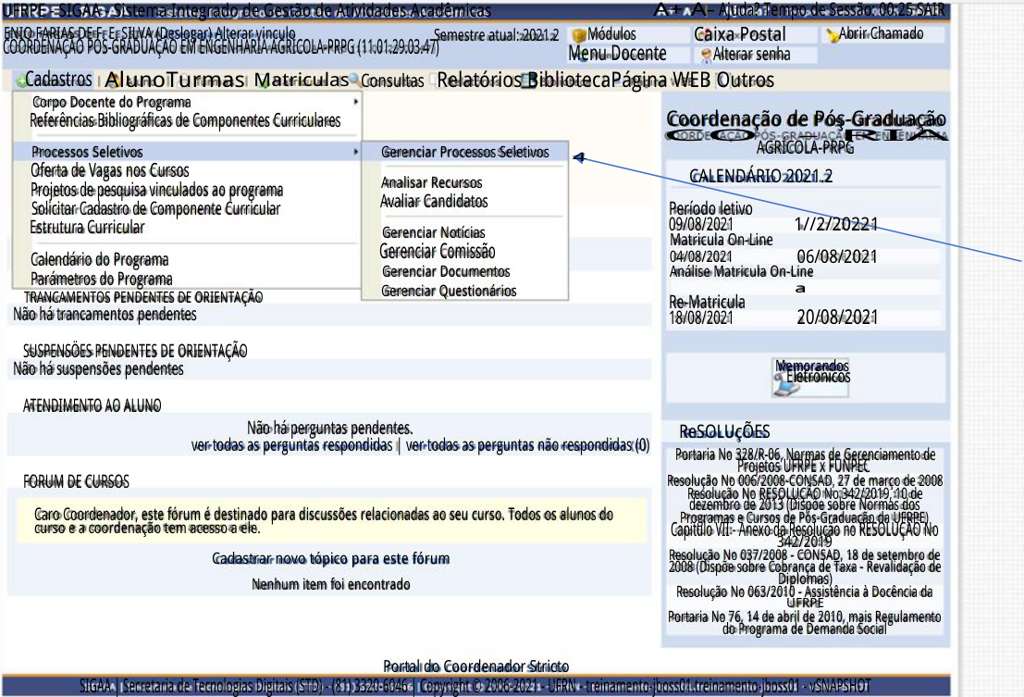 UFRPE - SIGAA - Sistema Integrado de Gestão de Atividades Acadêmicas A+ A- Ajuda? Tempo de Sessão: 00:25 SAIR
ENIO FARIAS DE F. E. SILVA (Deslogar) Alterar vínculo Semestre atual: 2021.2 Módulos Caixa Postal Abrir Chamado
COORDENAÇÃO PÓS-GRADUAÇÃO EM ENGENHARIA AGRÍCOLA-PRPG (11.01.29.03.47) Menu Docente Alterar senha
Cadastros Aluno Turmas Matriculas Consultas Relatórios Biblioteca Página WEB Outros
Corpo Docente do Programa
Referências Bibliográficas de Componentes Curriculares
Processos Seletivos
Oferta de Vagas nos Cursos
Projetos de pesquisa vinculados ao programa
Solicitar Cadastro de Componente Curricular
Estrutura Curricular
Calendário do Programa
Parámetros do Programa
Gerenciar Processos Seletivos
Analisar Recursos
Avaliar Candidatos
Gerenciar Notícias
Gerenciar Comissão
Gerenciar Documentos
Gerenciar Questionários
TRANCAMENTOS PENDENTES DE ORIENTAÇÃO
Não há trancamentos pendentes
SUSPENSÕES PENDENTES DE ORIENTAÇÃO
Não há suspensões pendentes
ATENDIMENTO AO ALUNO
Não há perguntas pendentes.
ver todas as perguntas respondidas | ver todas as perguntas não respondidas (0)
FORUM DE CURSOS
Caro Coordenador, este fórum é destinado para discussões relacionadas ao seu curso. Todos os alunos do
curso e a coordenação tem acesso a ele.
Cadastrar novo tópico para este fórum
Nenhum item foi encontrado
Coordenação de Pós-Graduação
AGRÍCOLA-PRPG
CALENDÁRIO 2021.2
Período letivo
09/08/2021 1//2/20221
Matricula On-Line
04/08/2021 06/08/2021
Análise Matricula On-Line
a
Re-Matricula
18/08/2021 20/08/2021
Memorandos
Eletrônicos
ReSOLUÇÕES
Portaria No 328/R-06, Normas de Gerenciamento de
Projetos UFRPE x FUNPEC
Resolução No 006/2008-CONSAD, 27 de março de 2008
Resolução No RESOLUÇÃO No 342/2019, 10 de
dezembro de 2013 (Dispõe sobre Normas dos
Programas e Cursos de Pós-Graduação da UFRPE)
Capítulo VII - Anexo da Resolução no RESOLUÇÃO No
342/2019
Resolução No 037/2008 - CONSAD, 18 de setembro de
2008 (Dispõe sobre Cobrança de Taxa - Revalidação de
Diplomas)
Resolução No 063/2010 - Assistência à Docência da
UFRPE
Portaria No 76, 14 de abril de 2010, mais Regulamento
do Programa de Demanda Social
Portal do Coordenador Stricto
SIGAA | Secretaria de Tecnologias Digitais (STD) - (81) 3320-6046 | Copyright © 2006-2021 - UFRN - treinamento-jboss01.treinamento-jboss01 - vSNAPSHOT